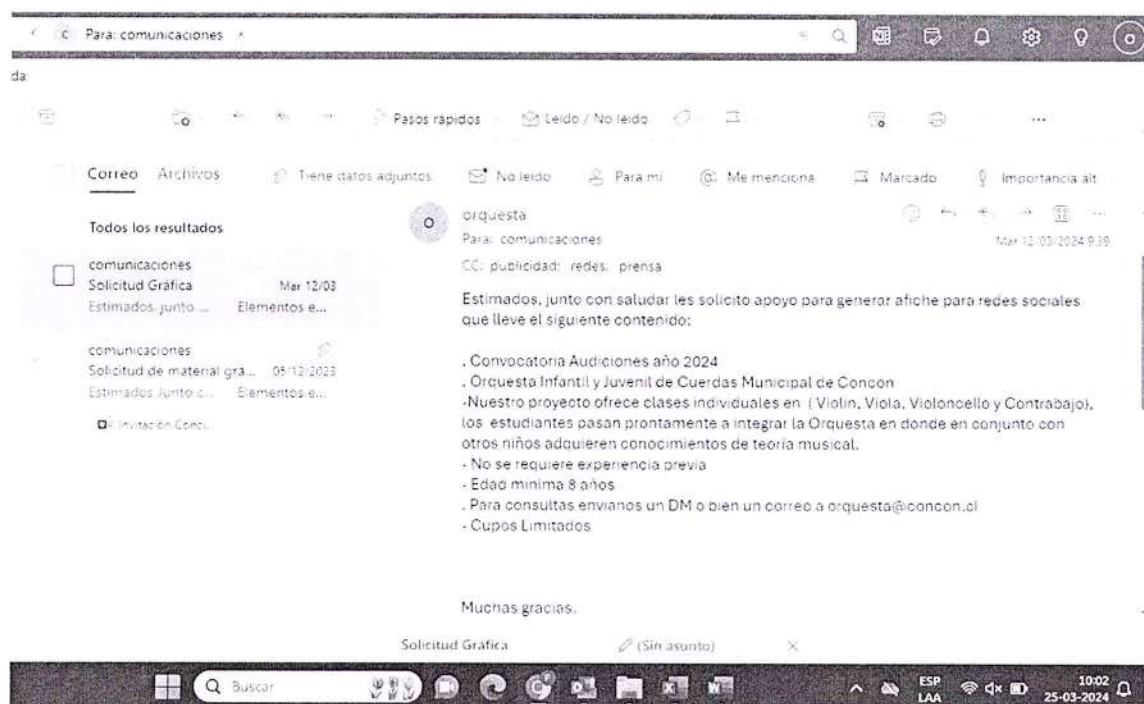 C Para: comunicaciones ×
da
Pasos rápidos Leído / No leído ...
Correo Archivos Tiene datos adjuntos No leído Para mí Me menciona Marcado Importancia alt
Todos los resultados
comunicaciones
Solicitud Gráfica Mar 12/03
Estimados, junto ... Elementos e...
comunicaciones
Solicitud de material grá... 05/12/2023
Estimados Junto c... Elementos e...
Invitación Conci...
O orquesta
Para: comunicaciones
Mar 12/03/2024 9:39
CC: publicidad; redes; prensa
Estimados, junto con saludar les solicito apoyo para generar afiche para redes sociales
que lleve el siguiente contenido:
. Convocatoria Audiciones año 2024
. Orquesta Infantil y Juvenil de Cuerdas Municipal de Concón
-Nuestro proyecto ofrece clases individuales en ( Violín, Viola, Violoncello y Contrabajo),
los estudiantes pasan prontamente a integrar la Orquesta en donde en conjunto con
otros niños adquieren conocimientos de teoría musical.
- No se requiere experiencia previa
- Edad mínima 8 años
. Para consultas envíanos un DM o bien un correo a orquesta@concon.cl
- Cupos Limitados
Muchas gracias.
Solicitud Gráfica (Sin asunto) ×
Buscar
ESP
LAA
10:02
25-03-2024